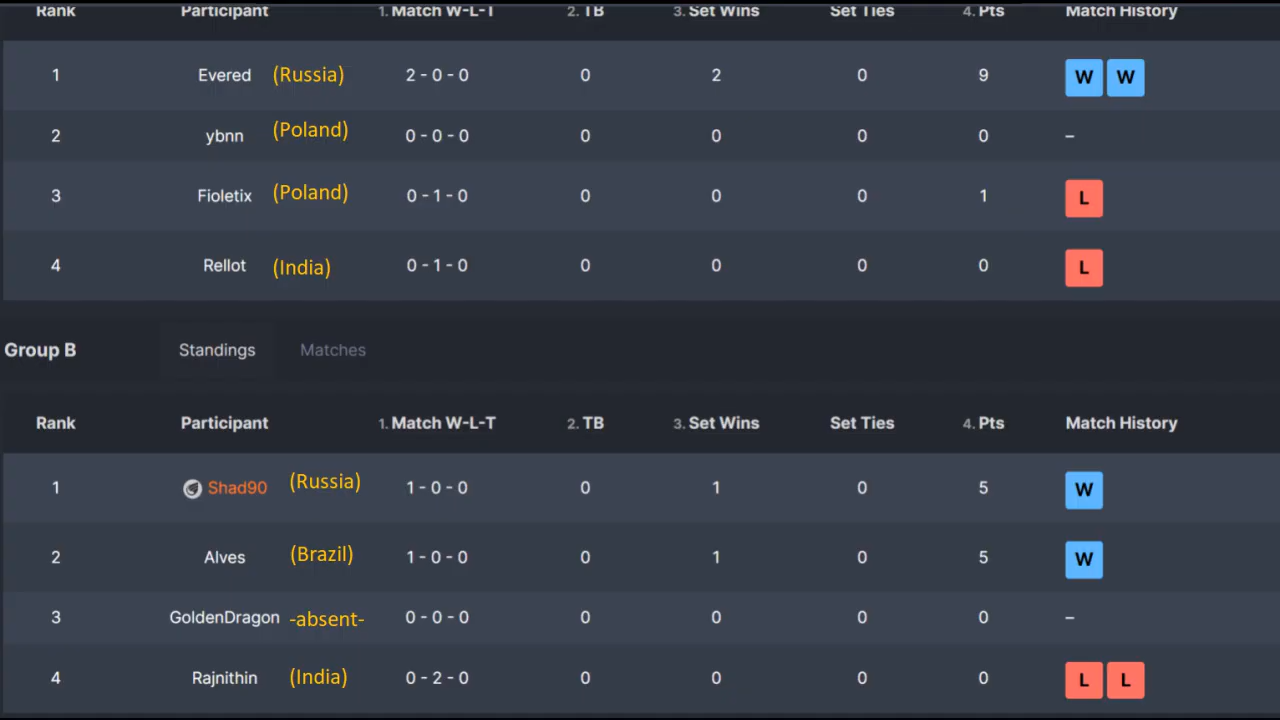 Rank Participant 1. Match W-L-T 2. TB 3. Set Wins Set Ties 4. Pts Match History
1 Evered (Russia) 2 - 0 - 0 0 2 0 9 W W
2 ybnn (Poland) 0 - 0 - 0 0 0 0 0 –
3 Fioletix (Poland) 0 - 1 - 0 0 0 0 1 L
4 Rellot (India) 0 - 1 - 0 0 0 0 0 L
Group B Standings Matches
Rank Participant 1. Match W-L-T 2. TB 3. Set Wins Set Ties 4. Pts Match History
1 Shad90 (Russia) 1 - 0 - 0 0 1 0 5 W
2 Alves (Brazil) 1 - 0 - 0 0 1 0 5 W
3 GoldenDragon -absent- 0 - 0 - 0 0 0 0 0 –
4 Rajnithin (India) 0 - 2 - 0 0 0 0 0 L L